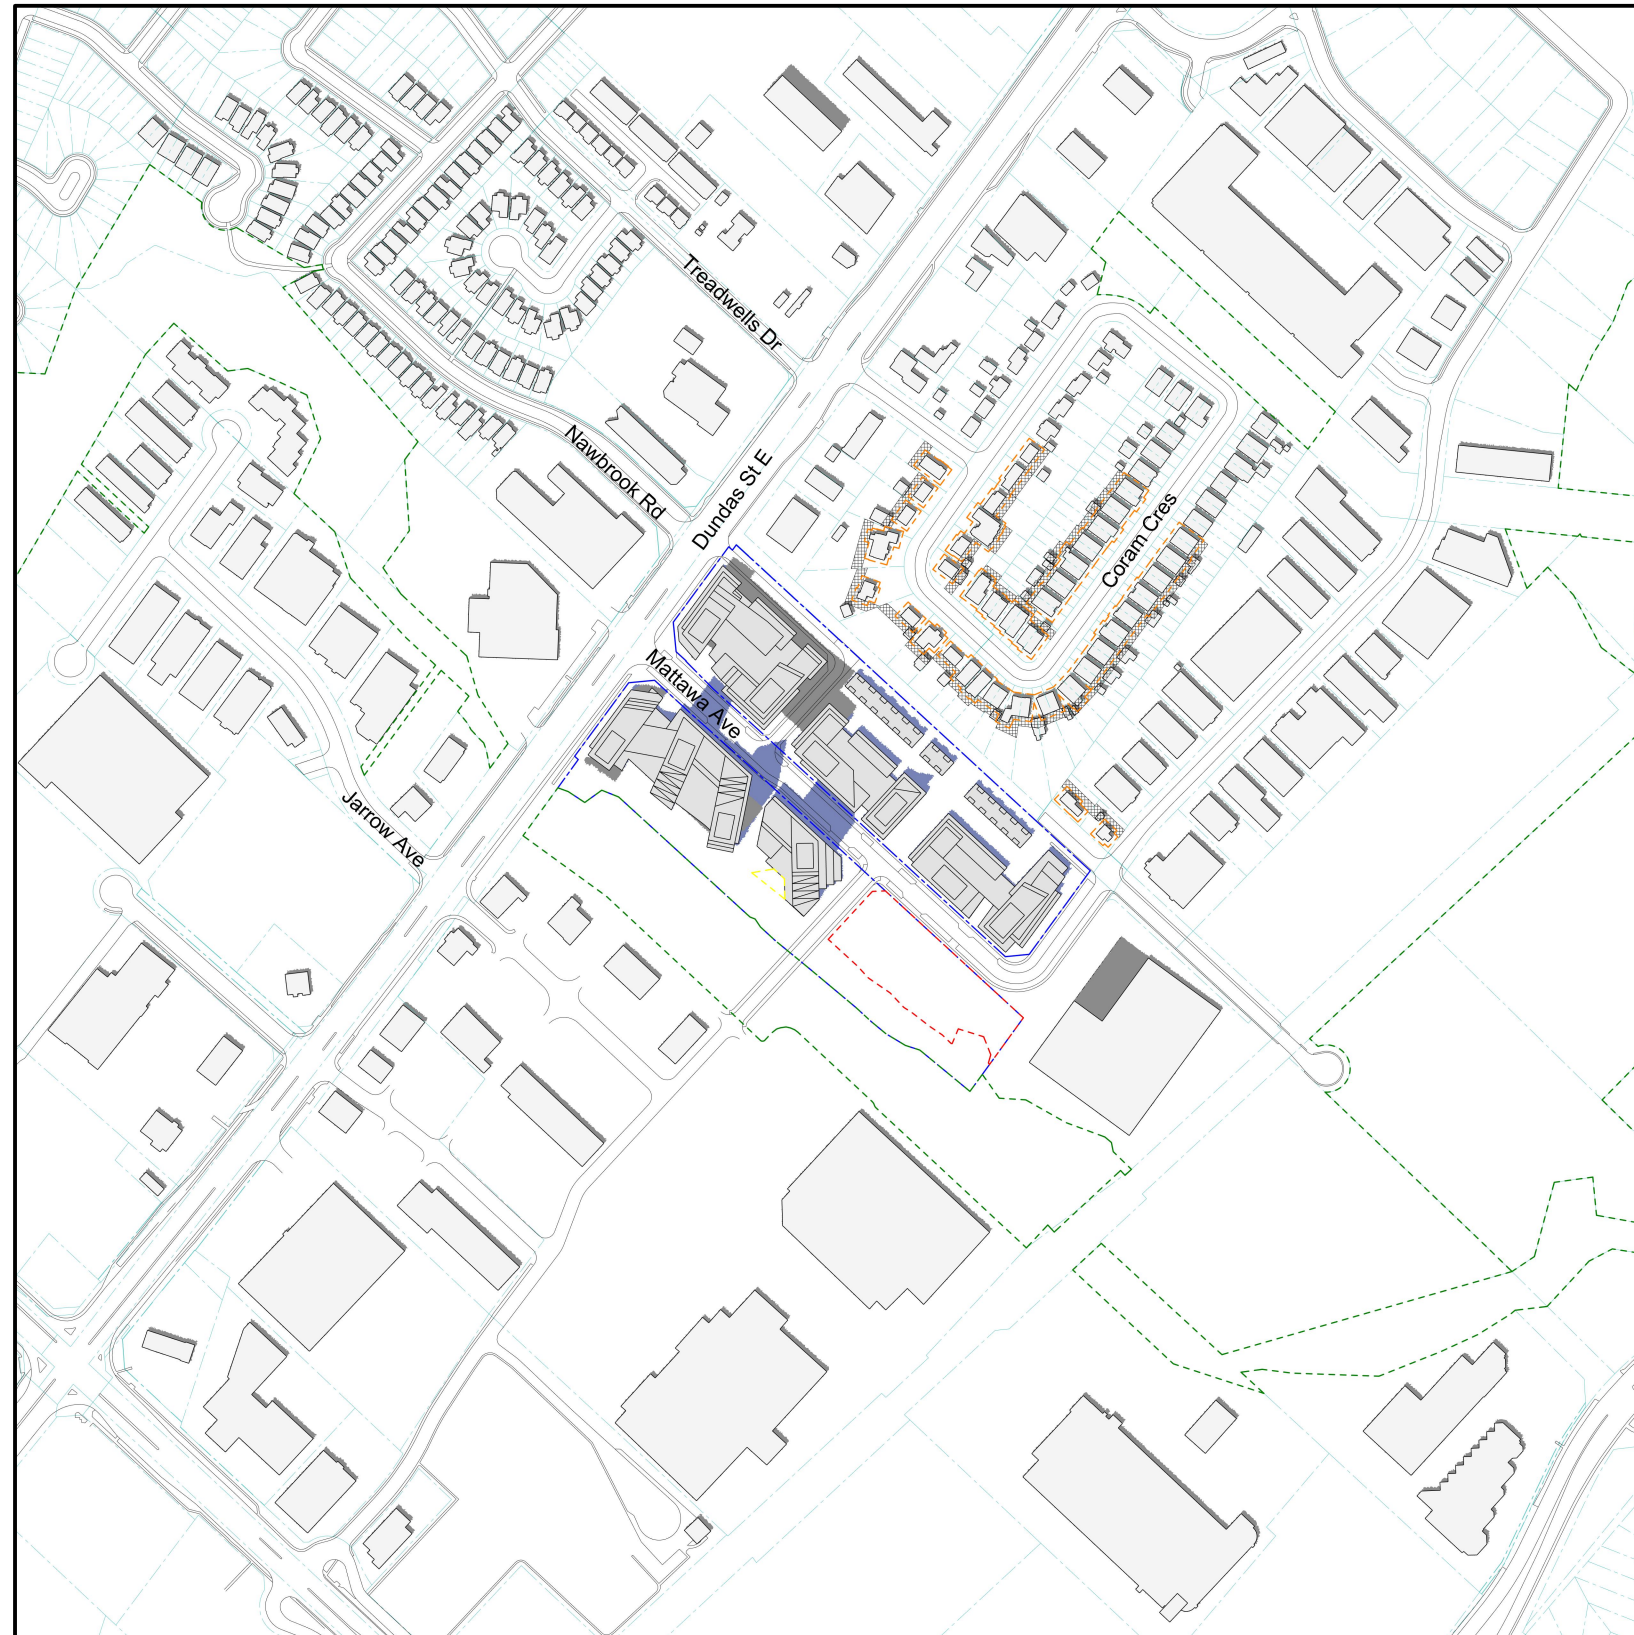 Treadwells Dr
Nawbrook Rd
Dundas St E
Coram Cres
Mattawa Ave
Jarrow Ave